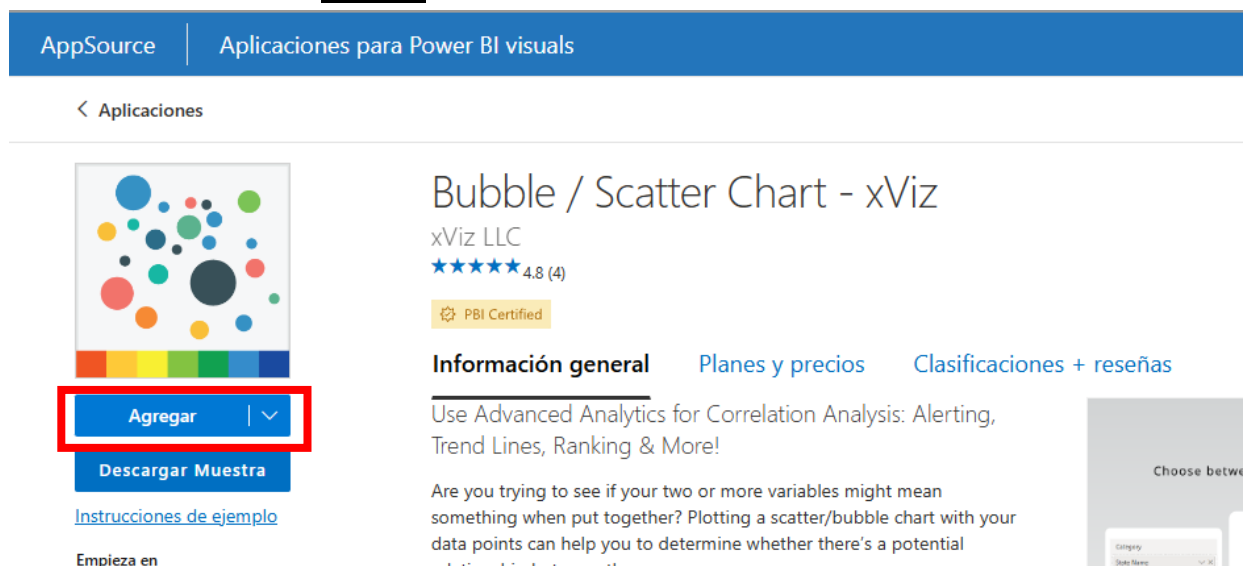 AppSource
Aplicaciones para Power BI visuals
Aplicaciones
Bubble / Scatter Chart - xViz
xViz LLC
4.8 (4)
PBI Certified
Información general
Planes y precios
Clasificaciones + reseñas
Agregar
Descargar Muestra
Instrucciones de ejemplo
Empieza en
Use Advanced Analytics for Correlation Analysis: Alerting,
Trend Lines, Ranking & More!
Are you trying to see if your two or more variables might mean
something when put together? Plotting a scatter/bubble chart with your
data points can help you to determine whether there's a potential
Choose betwe
Category
State Name